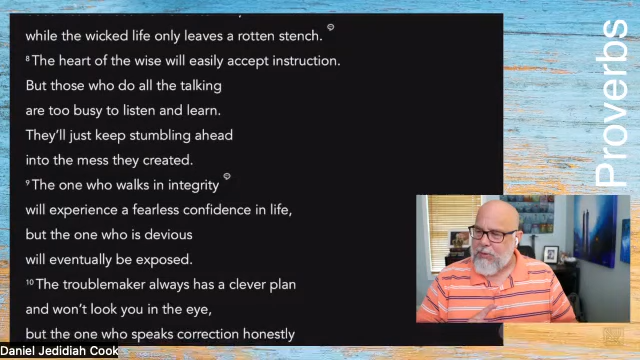 while the wicked life only leaves a rotten stench.
8 The heart of the wise will easily accept instruction.
But those who do all the talking
are too busy to listen and learn.
They'll just keep stumbling ahead
into the mess they created.
9 The one who walks in integrity
will experience a fearless confidence in life,
but the one who is devious
will eventually be exposed.
10 The troublemaker always has a clever plan
and won't look you in the eye,
but the one who speaks correction honestly
Proverbs
Daniel Jedidiah Cook